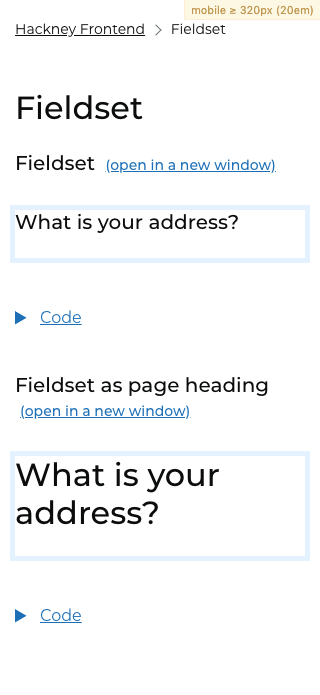 mobile ≥ 320px (20em)
Hackney Frontend > Fieldset
Fieldset
Fieldset (open in a new window)
What is your address?
Code
Fieldset as page heading
(open in a new window)
What is your
address?
Code